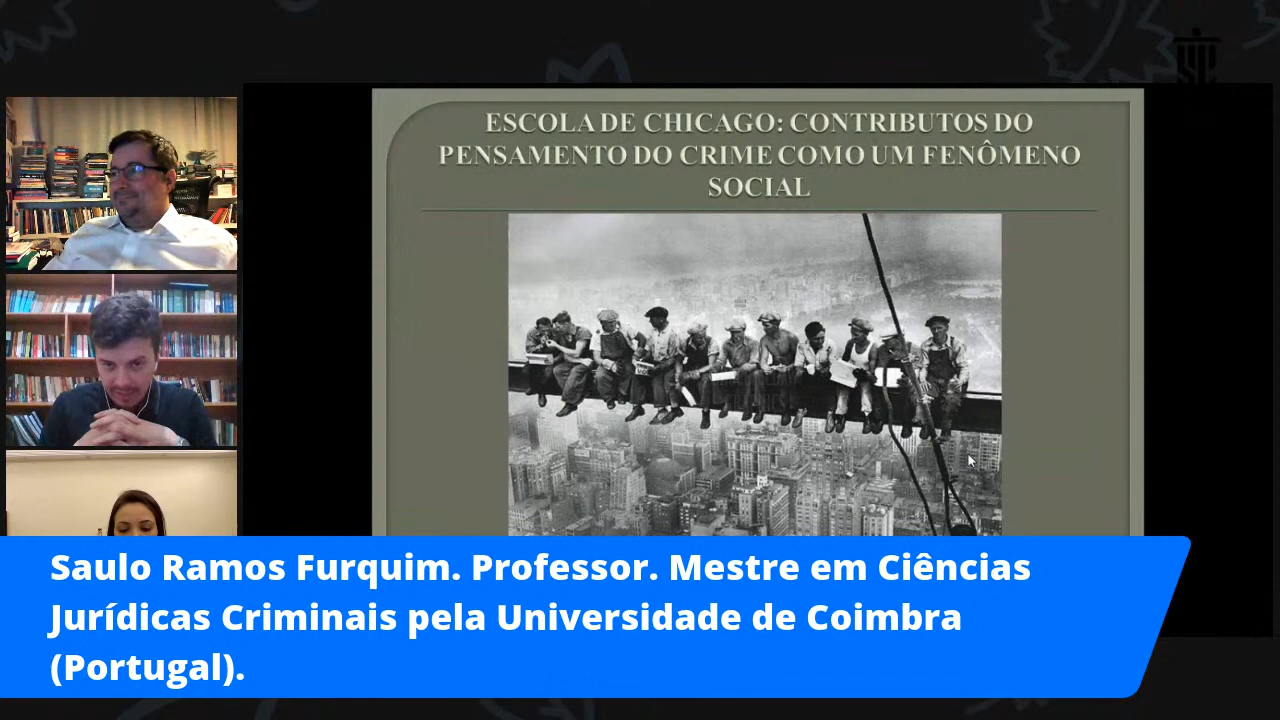 ESCOLA DE CHICAGO: CONTRIBUTOS DO
PENSAMENTO DO CRIME COMO UM FENÔMENO
SOCIAL
Saulo Ramos Furquim. Professor. Mestre em Ciências
Jurídicas Criminais pela Universidade de Coimbra
(Portugal).